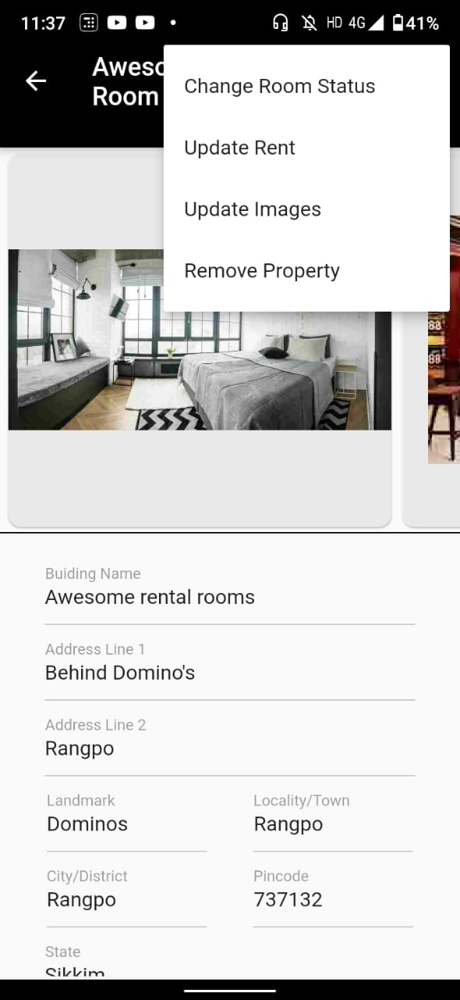 11:37
HD 4G 41%
Room
Change Room Status
Update Rent
Update Images
Remove Property
88
88
Buiding Name
Awesome rental rooms
Address Line 1
Behind Domino's
Address Line 2
Rangpo
Landmark
Dominos
Locality/Town
Rangpo
City/District
Rangpo
Pincode
737132
State
Sikkim